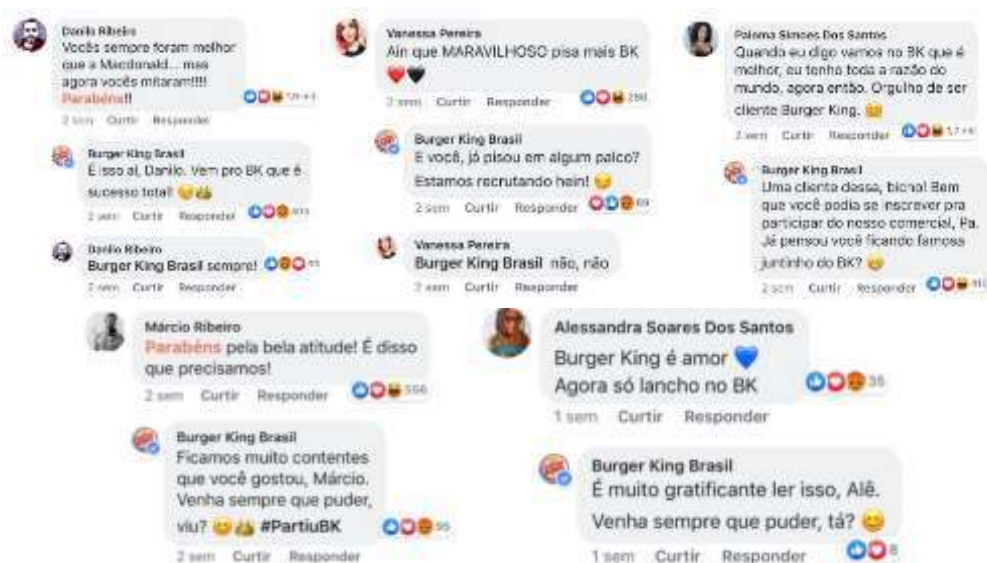 Danilo Ribeiro
Vocês sempre foram melhor
que a Macdonald... mas
agora vocês mitaram!!!!
Parabéns!!
2 sem Curtir Responder
Burger King Brasil
É isso aí, Danilo. Vem pro BK que é
sucesso total!
2 sem Curtir Responder
Danilo Ribeiro
Burger King Brasil sempre!
2 sem Curtir Responder
Vanessa Pereira
Ain que MARAVILHOSO pisa mais BK
2 sem Curtir Responder
Burger King Brasil
E você, já pisou em algum palco?
Estamos recrutando hein!
2 sem Curtir Responder 69
Vanessa Pereira
Burger King Brasil não, não
2 sem Curtir Responder
Paloma Simoes Dos Santos
Quando eu digo vamos no BK que é
melhor, eu tenho toda a razão do
mundo, agora então. Orgulho de ser
cliente Burger King.
2 sem Curtir Responder
Burger King Brasil
Uma cliente dessa, bicho! Bem
que você podia se inscrever pra
participar do nosso comercial, Pa.
Já pensou você ficando famosa
juntinho do BK?
2 sem Curtir Responder
Márcio Ribeiro
Parabéns pela bela atitude! É disso
que precisamos!
2 sem Curtir Responder 556
Burger King Brasil
Ficamos muito contentes
que você gostou, Márcio.
Venha sempre que puder,
viu? #PartiuBK 95
2 sem Curtir Responder
Alessandra Soares Dos Santos
Burger King é amor 💙
Agora só lancho no BK 35
1 sem Curtir Responder
Burger King Brasil
É muito gratificante ler isso, Alê.
Venha sempre que puder, tá?
1 sem Curtir Responder 8